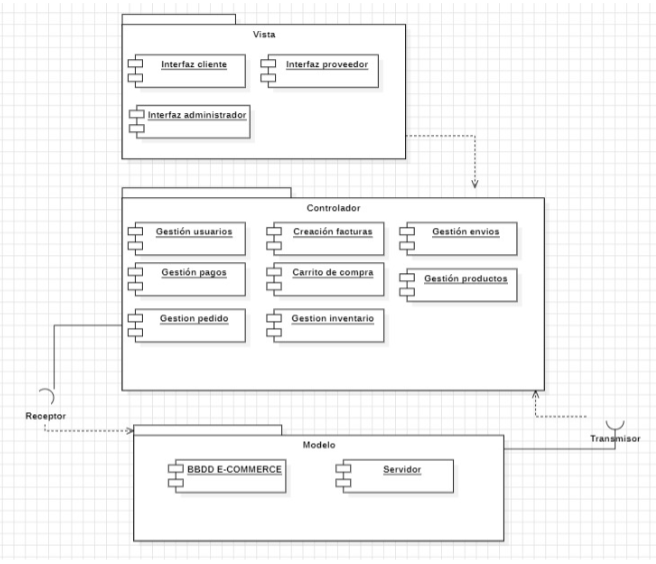 Vista
Interfaz cliente
Interfaz proveedor
Interfaz administrador
Controlador
Gestión usuarios
Creación facturas
Gestión envios
Gestión pagos
Carrito de compra
Gestión productos
Gestion pedido
Gestion inventario
Receptor
Transmisor
Modelo
BBDD E-COMMERCE
Servidor